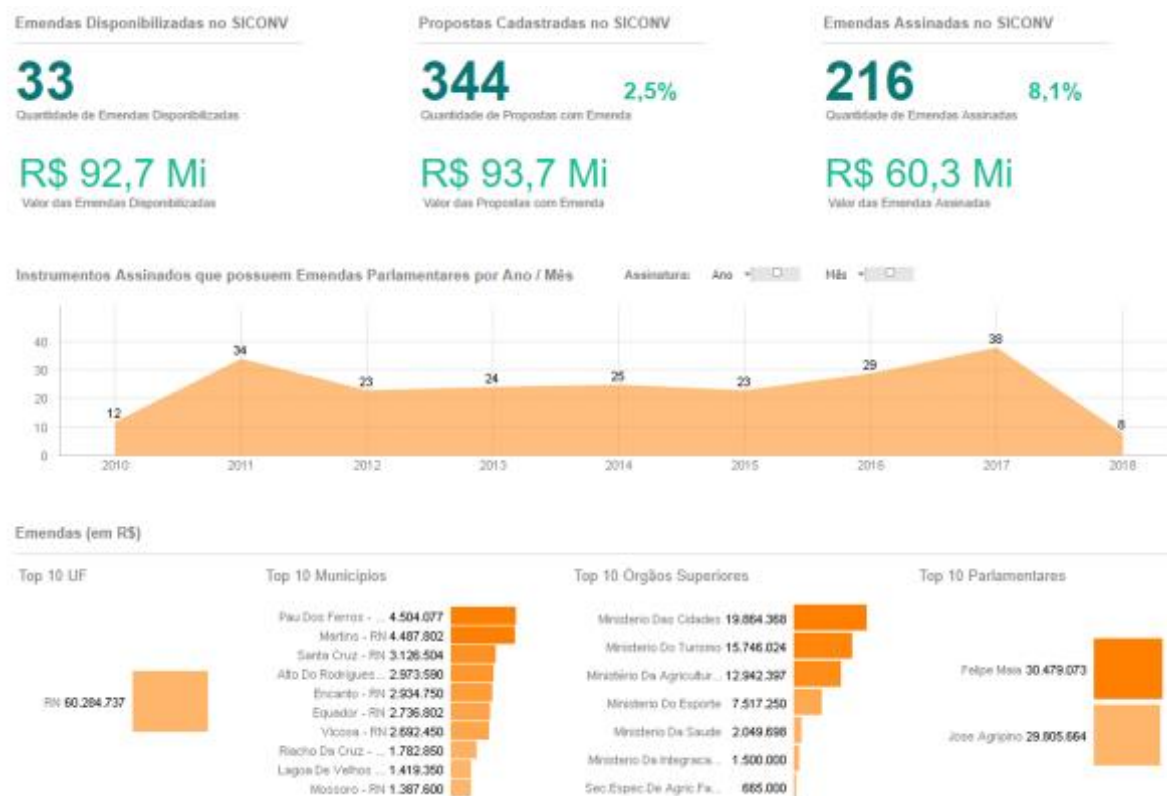 Emendas Disponibilizadas no SICONV
Propostas Cadastradas no SICONV
Emendas Assinadas no SICONV
33
344 2,5%
216 8,1%
Quantidade de Emendas Disponibilizadas
Quantidade de Propostas com Emenda
Quantidade de Emendas Assinadas
R$ 92,7 Mi
R$ 93,7 Mi
R$ 60,3 Mi
Valor das Emendas Disponibilizadas
Valor das Propostas com Emenda
Valor das Emendas Assinadas
Instrumentos Assinados que possuem Emendas Parlamentares por Ano / Mês
Assinatura: Ano Mês
40
30
20
10
0
12
34
23
24
25
23
29
38
8
2010 2011 2012 2013 2014 2015 2016 2017 2018
Emendas (em R$)
Top 10 UF
RN 60.284.737
Top 10 Municípios
Pau Dos Ferros - ... 4.504.077
Martins - RN 4.487.802
Santa Cruz - RN 3.126.504
Alto Do Rodrigues... 2.973.590
Encanto - RN 2.934.750
Equador - RN 2.736.802
Vicosa - RN 2.692.450
Riacho Da Cruz - ... 1.782.850
Lagoa De Velhos ... 1.419.350
Mossoro - RN 1.387.600
Top 10 Orgãos Superiores
Ministerio Das Cidades 19.864.368
Ministerio Do Turismo 15.746.024
Ministério Da Agricultur... 12.942.397
Ministerio Do Esporte 7.517.250
Ministerio Da Saude 2.049.698
Ministerio Da Integraca... 1.500.000
Sec.Espec.De Agric.Fa... 665.000
Top 10 Parlamentares
Felipe Maia 30.479.073
Jose Agripino 29.805.664